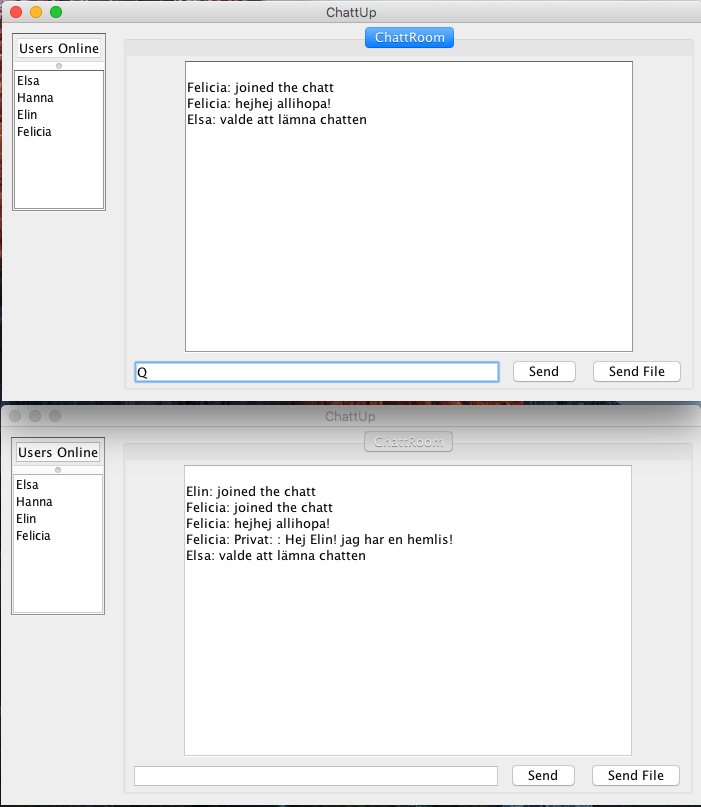 ChattUp
Users Online
Elsa
Hanna
Elin
Felicia
ChattRoom
Felicia: joined the chatt
Felicia: hejhej allihopa!
Elsa: valde att lämna chatten
Q
Send
Send File
ChattUp
Users Online
Elsa
Hanna
Elin
Felicia
ChattRoom
Elin: joined the chatt
Felicia: joined the chatt
Felicia: hejhej allihopa!
Felicia: Privat: : Hej Elin! jag har en hemlis!
Elsa: valde att lämna chatten
Send
Send File